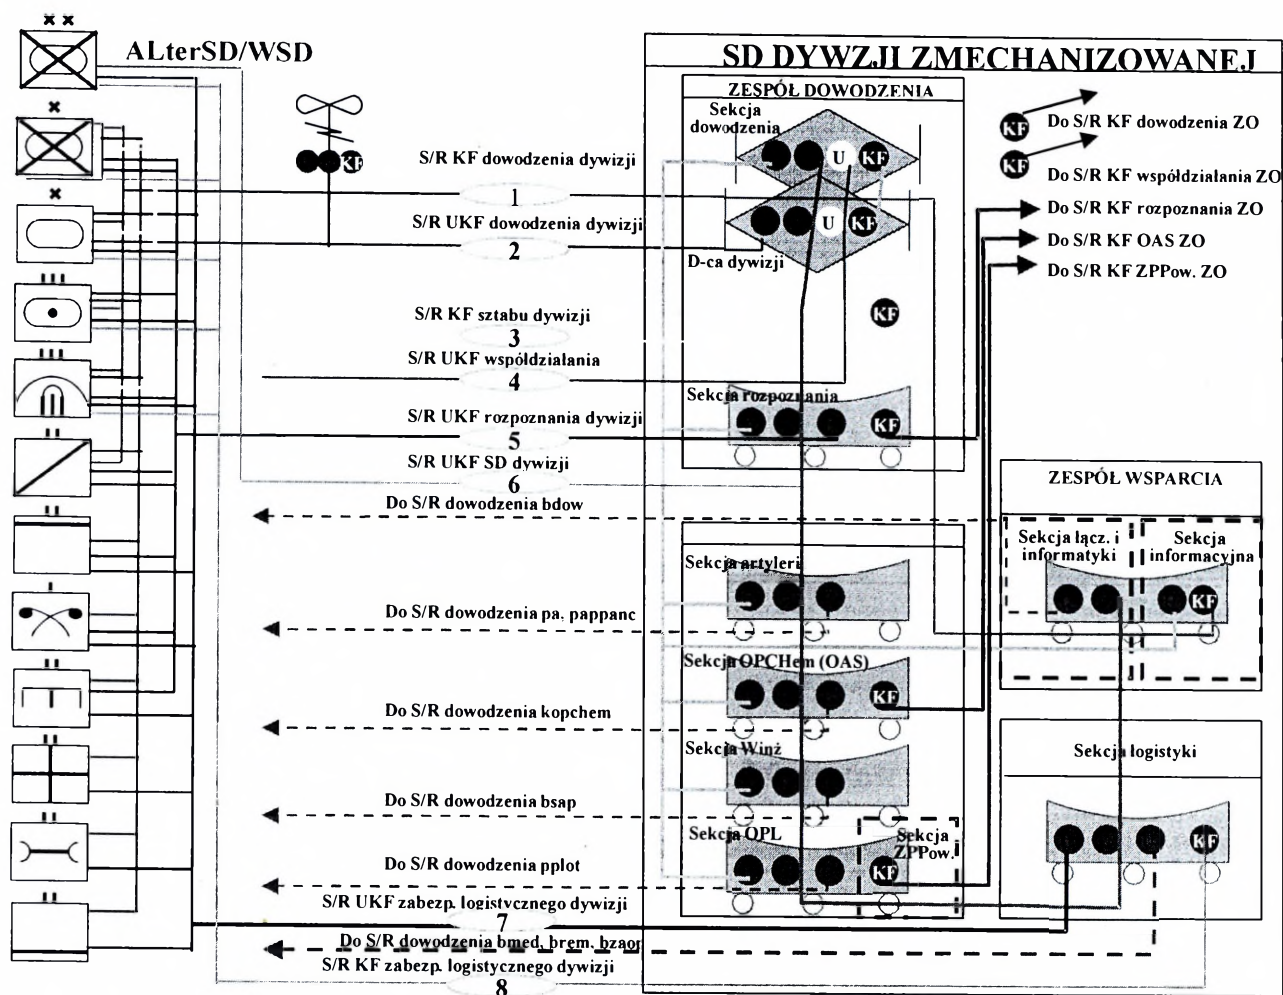 ALterSD/WSD
SD DYWZJI ZMECHANIZOWANEJ
ZESPÓŁ DOWODZENIA
Sekcja
dowodzenia
U
KF
U
KF
D-ca dywizji
KF
Sekcja rozpoznania
KF
KF
Do S/R KF dowodzenia ZO
KF
Do S/R KF współdziałania ZO
Do S/R KF rozpoznania ZO
Do S/R KF OAS ZO
Do S/R KF ZPPow. ZO
KF
S/R KF dowodzenia dywizji
1
S/R UKF dowodzenia dywizji
2
S/R KF sztabu dywizji
3
S/R UKF współdziałania
4
S/R UKF rozpoznania dywizji
5
S/R UKF SD dywizji
6
Do S/R dowodzenia bdow
Do S/R dowodzenia pa, pappanc
Do S/R dowodzenia kopchem
Do S/R dowodzenia bsap
Do S/R dowodzenia pplot
S/R UKF zabezp. logistycznego dywizji
7
Do S/R dowodzenia bmed, brem, bzaop
S/R KF zabezp. logistycznego dywizji
8
Sekcja artyleri
Sekcja OPCHem (OAS)
KF
Sekcja Winż
Sekcja OPL
Sekcja
ZPPow.
KF
ZESPÓŁ WSPARCIA
Sekcja łącz. i
informatyki
Sekcja
informacyjna
KF
Sekcja logistyki
KF